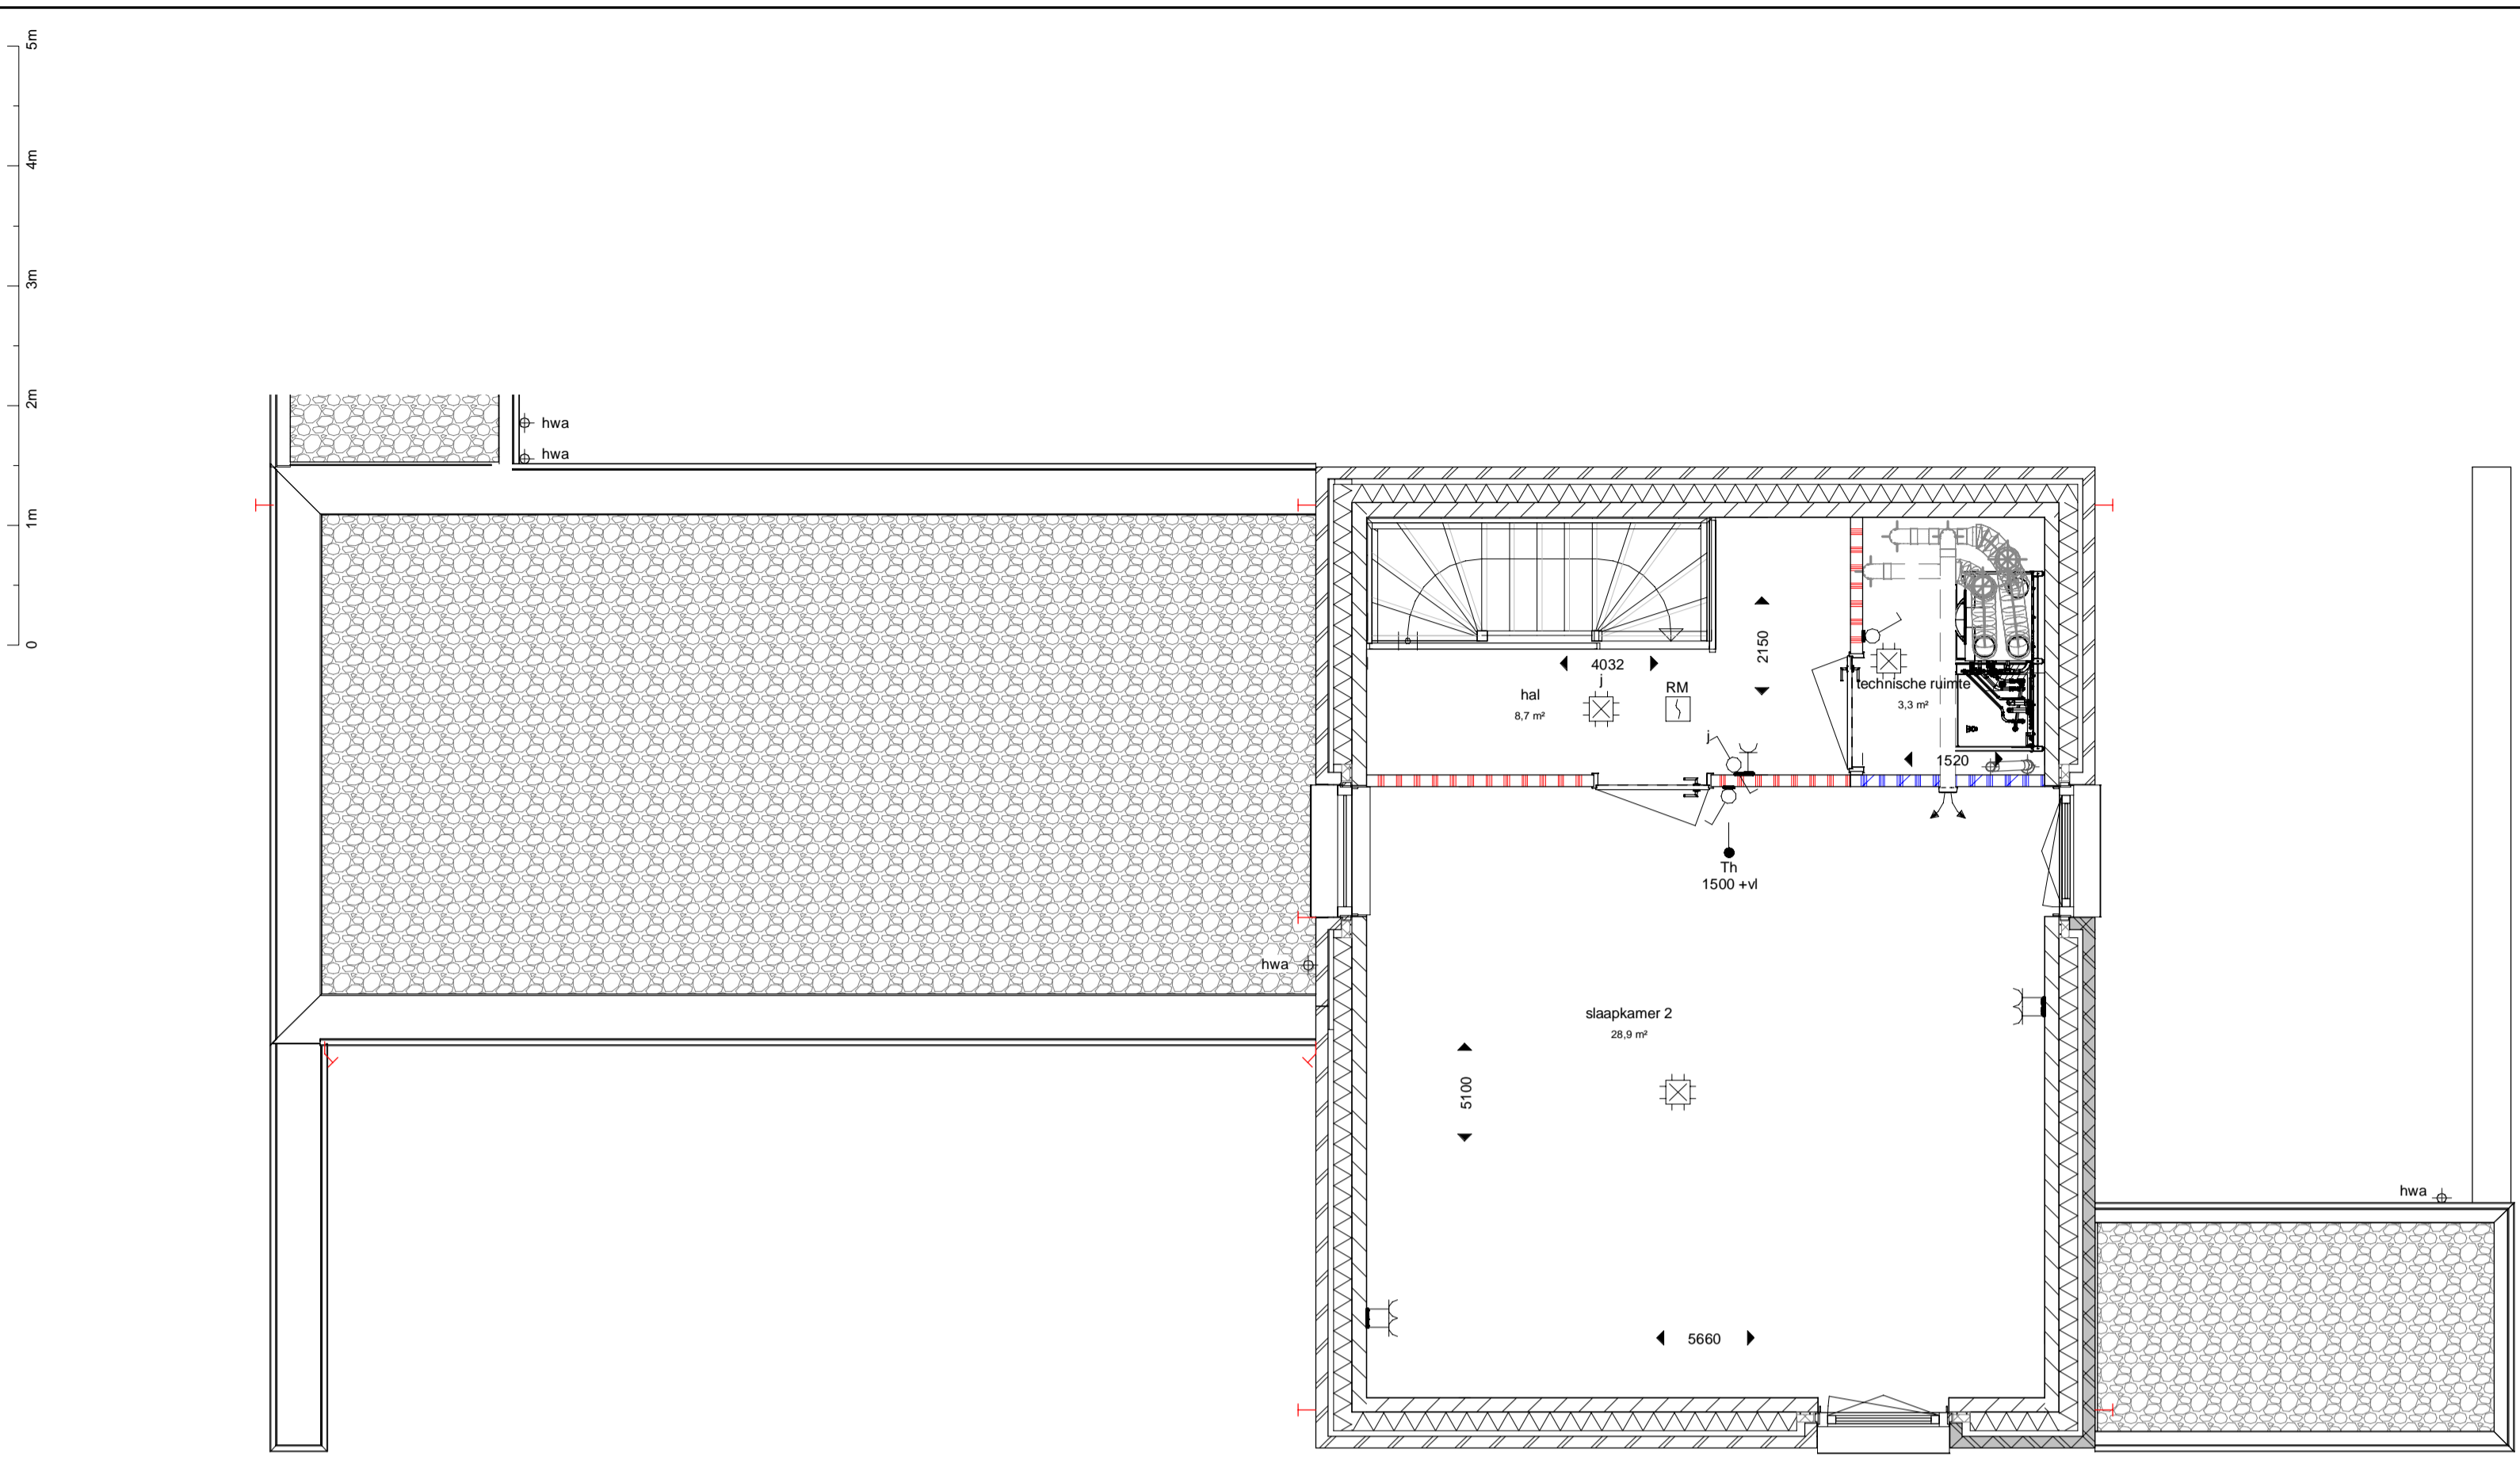 5m
4m
3m
2m
1m
0
hwa
hwa
4032
j
hal
8,7 m²
RM
2150
technische ruimte
3,3 m²
j
1520
Th
1500 +vl
hwa
slaapkamer 2
28,9 m²
5100
5660
hwa